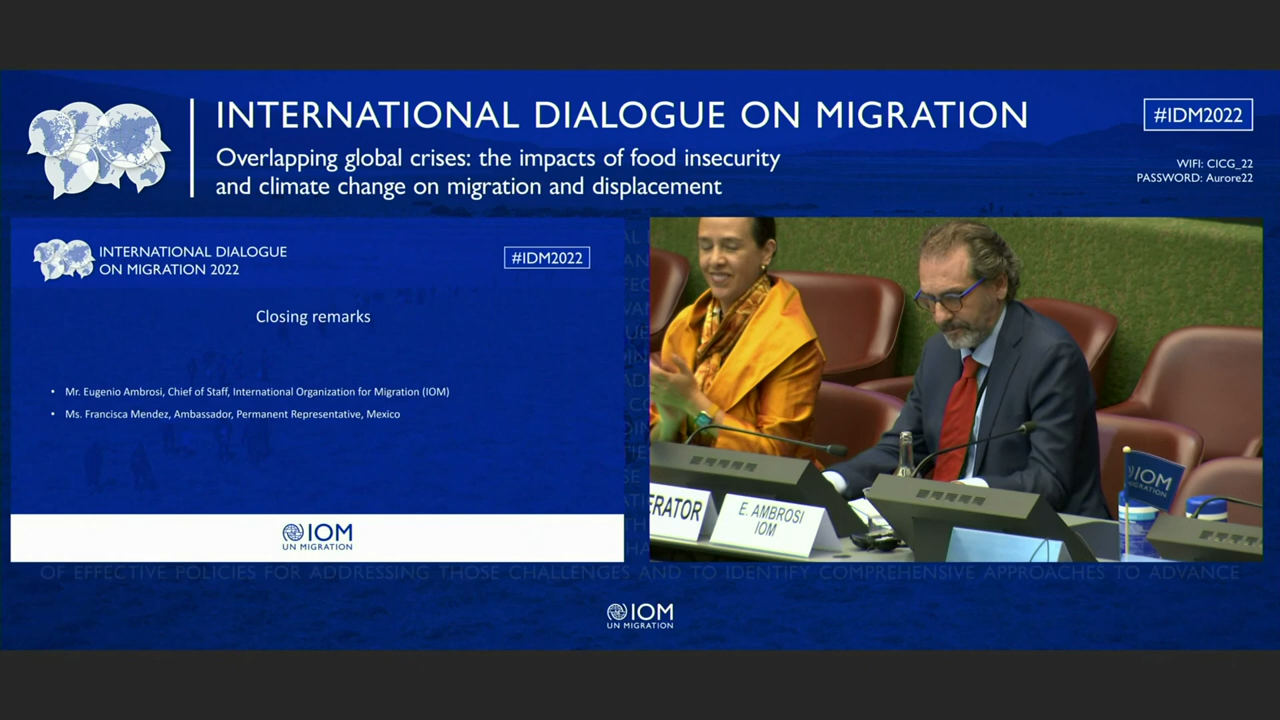 INTERNATIONAL DIALOGUE ON MIGRATION
Overlapping global crises: the impacts of food insecurity
and climate change on migration and displacement
#IDM2022
WIFI: CICG_22
PASSWORD: Aurore22
INTERNATIONAL DIALOGUE
ON MIGRATION 2022
#IDM2022
Closing remarks
• Mr. Eugenio Ambrosi, Chief of Staff, International Organization for Migration (IOM)
• Ms. Francisca Mendez, Ambassador, Permanent Representative, Mexico
IOM
UN MIGRATION
ERATOR
E. AMBROSI
IOM
IOM
MIGRATION
OF EFFECTIVE POLICIES FOR ADDRESSING THOSE CHALLENGES AND TO IDENTIFY COMPREHENSIVE APPROACHES TO ADVANCE
IOM
UN MIGRATION